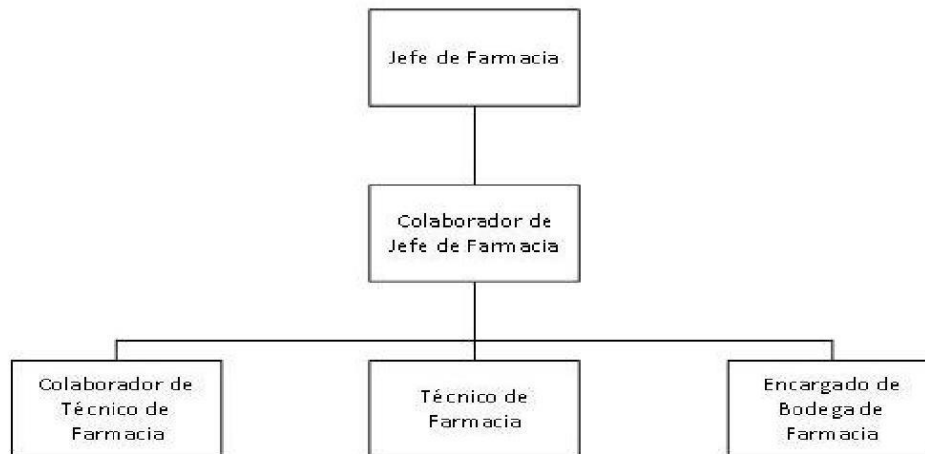 Jefe de Farmacia
Colaborador de
Jefe de Farmacia
Colaborador de
Técnico de
Farmacia
Técnico de
Farmacia
Encargado de
Bodega de
Farmacia